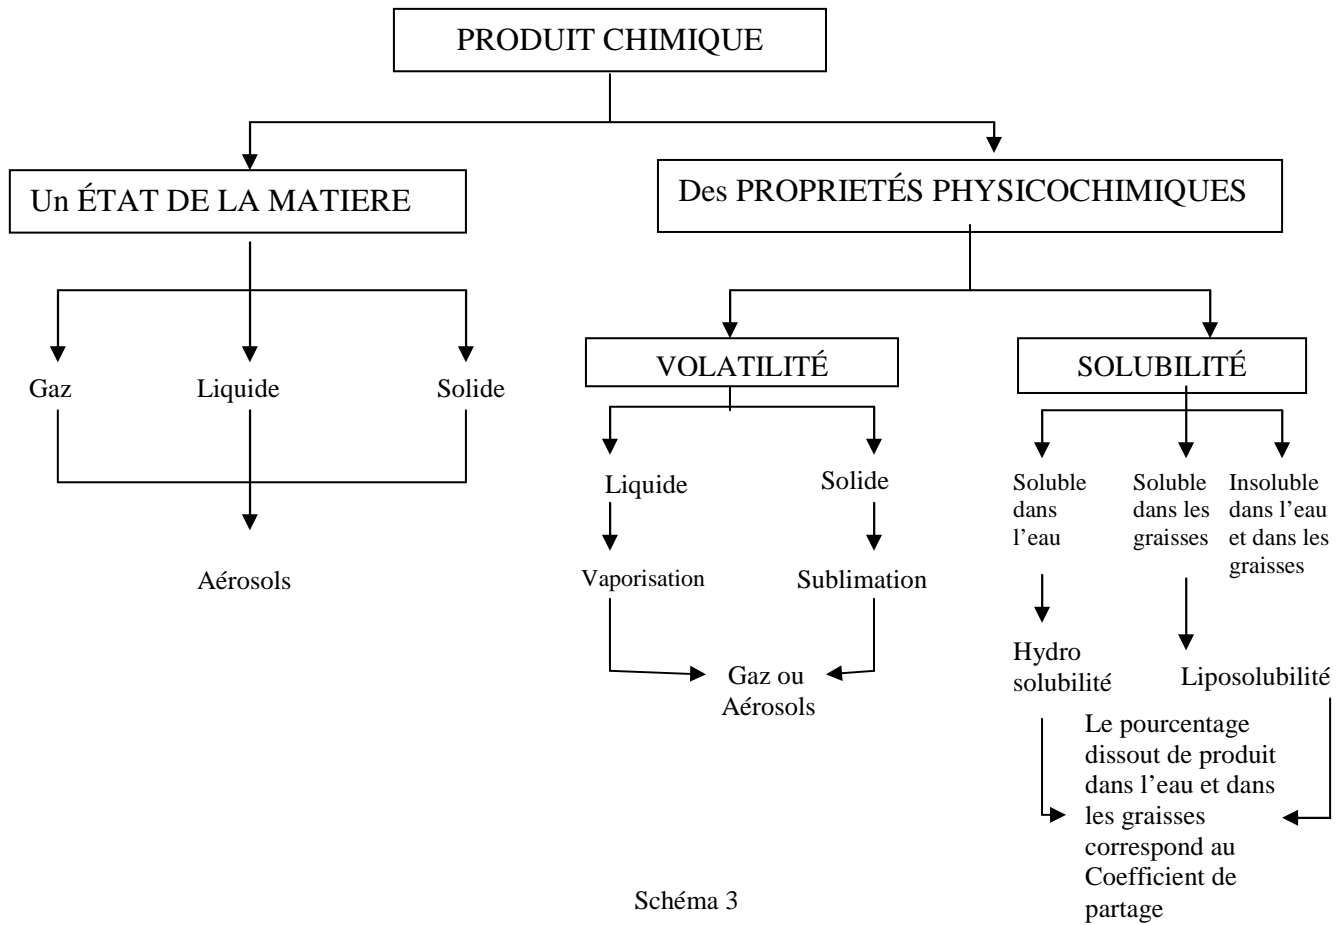 PRODUIT CHIMIQUE
Un ÉTAT DE LA MATIERE
Des PROPRIETÉS PHYSICOCHIMIQUES
VOLATILITÉ
SOLUBILITÉ
Gaz
Liquide
Solide
Aérosols
Liquide
Solide
Vaporisation
Sublimation
Gaz ou
Aérosols
Soluble
dans
l’eau
Soluble
dans les
graisses
Insoluble
dans l’eau
et dans les
graisses
Hydro
solubilité
Liposolubilité
Le pourcentage
dissout de produit
dans l’eau et dans
les graisses
correspond au
Coefficient de
partage
Schéma 3